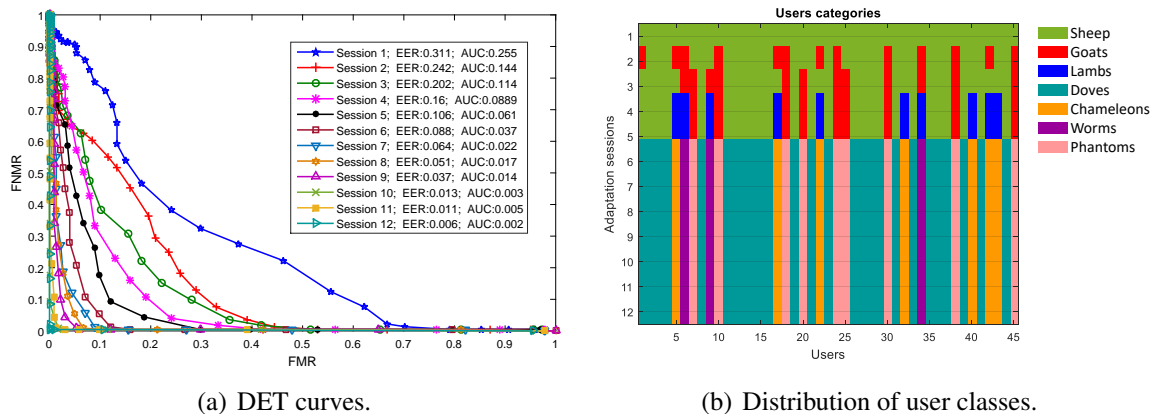 1
0.9
0.8
0.7
0.6
0.5
0.4
0.3
0.2
0.1
0
FNMR
Session 1; EER:0.311; AUC:0.255
Session 2; EER:0.242; AUC:0.144
Session 3; EER:0.202; AUC:0.114
Session 4; EER:0.16; AUC:0.0889
Session 5; EER:0.106; AUC:0.061
Session 6; EER:0.088; AUC:0.037
Session 7; EER:0.064; AUC:0.022
Session 8; EER:0.051; AUC:0.017
Session 9; EER:0.037; AUC:0.014
Session 10; EER:0.013; AUC:0.003
Session 11; EER:0.011; AUC:0.005
Session 12; EER:0.006; AUC:0.002
0 0.1 0.2 0.3 0.4 0.5 0.6 0.7 0.8 0.9 1
FMR
(a) DET curves.
Users categories
Adaptation sessions
1
2
3
4
5
6
7
8
9
10
11
12
5 10 15 20 25 30 35 40 45
Users
Sheep
Goats
Lambs
Doves
Chameleons
Worms
Phantoms
(b) Distribution of user classes.